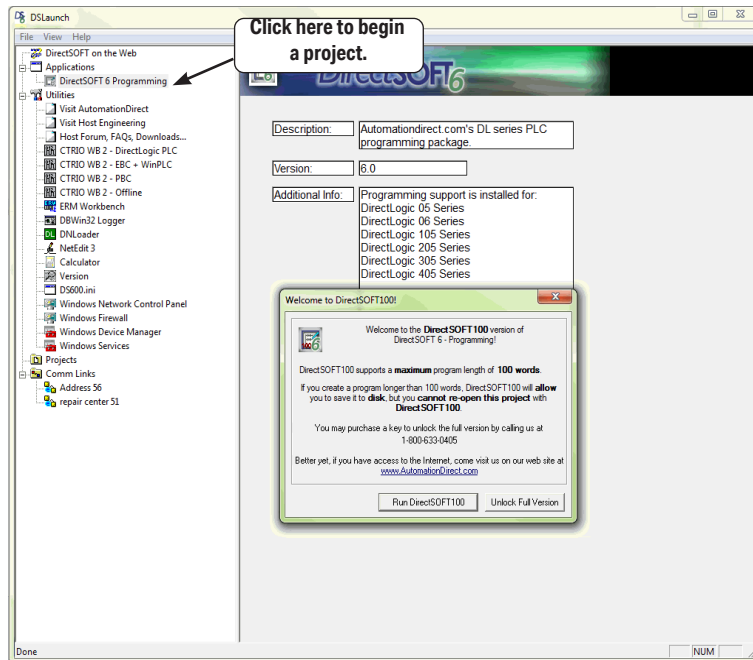 DSLaunch
File View Help
Click here to begin
a project.
DirectSOFT on the Web
Applications
DirectSOFT 6 Programming
Utilities
Visit AutomationDirect
Visit Host Engineering
Host Forum, FAQs, Downloads...
CTRIO WB 2 - DirectLogic PLC
CTRIO WB 2 - EBC + WinPLC
CTRIO WB 2 - PBC
CTRIO WB 2 - Offline
ERM Workbench
DBWin32 Logger
DNLoader
NetEdit 3
Calculator
Version
DS600.ini
Windows Network Control Panel
Windows Firewall
Windows Device Manager
Windows Services
Projects
Comm Links
Address 56
repair center 51
DirectSOFT6
Description:
Automationdirect.com's DL series PLC
programming package.
Version:
6.0
Additional Info:
Programming support is installed for:
DirectLogic 05 Series
DirectLogic 06 Series
DirectLogic 105 Series
DirectLogic 205 Series
DirectLogic 305 Series
DirectLogic 405 Series
Welcome to DirectSOFT100!
Welcome to the DirectSOFT100 version of
DirectSOFT 6 - Programming!
DirectSOFT100 supports a maximum program length of 100 words.
If you create a program longer than 100 words, DirectSOFT100 will allow
you to save it to disk, but you cannot re-open this project with
DirectSOFT100.
You may purchase a key to unlock the full version by calling us at
1-800-633-0405
Better yet, if you have access to the Internet, come visit us on our web site at
www.AutomationDirect.com
Run DirectSOFT100
Unlock Full Version
Done
NUM